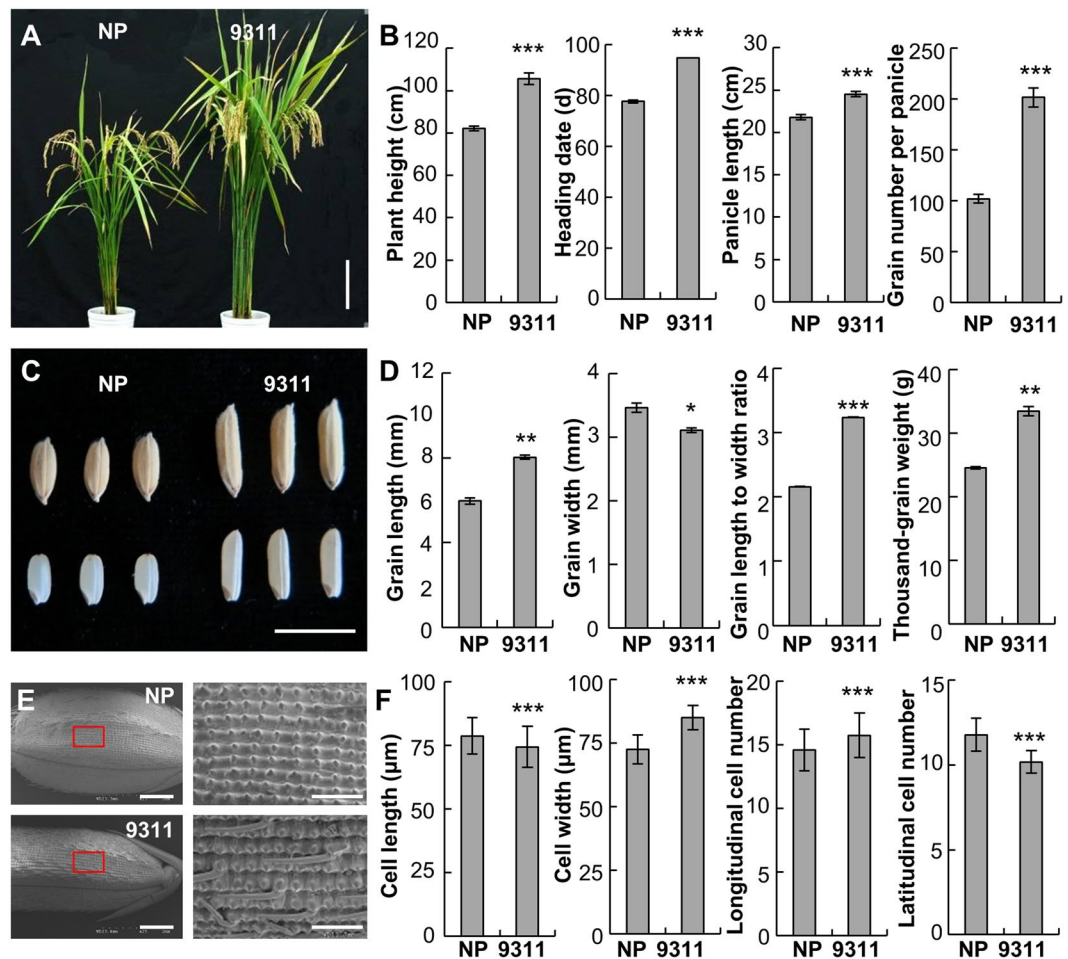 A
NP
9311
B
Plant height (cm)
120
100
80
60
40
20
0
***
NP 9311
Heading date (d)
100
80
60
40
20
0
***
NP 9311
Panicle length (cm)
30
25
20
15
10
5
0
***
NP 9311
Grain number per panicle
250
200
150
100
50
0
***
NP 9311
C
NP
9311
D
Grain length (mm)
12
10
8
6
4
2
0
**
NP 9311
Grain width (mm)
4
3
2
1
0
*
NP 9311
Grain length to width ratio
4
3
2
1
0
***
NP 9311
Thousand-grain weight (g)
40
30
20
10
0
**
NP 9311
E
NP
9311
F
Cell length (μm)
100
75
50
25
0
***
NP 9311
Cell width (μm)
100
75
50
25
0
***
NP 9311
Longitudinal cell number
20
15
10
5
0
***
NP 9311
Latitudinal cell number
15
10
5
0
***
NP 9311